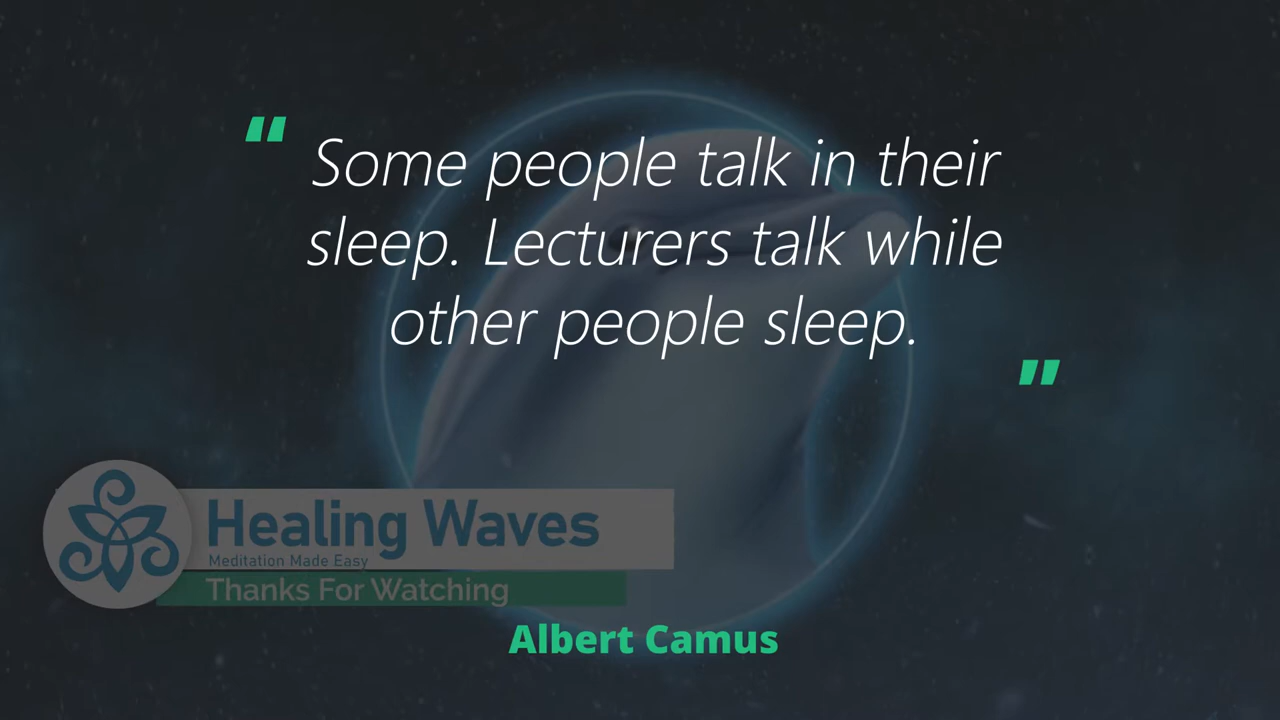 “ Some people talk in their
sleep. Lecturers talk while
other people sleep. ”
Healing Waves
Meditation Made Easy
Thanks For Watching
Albert Camus